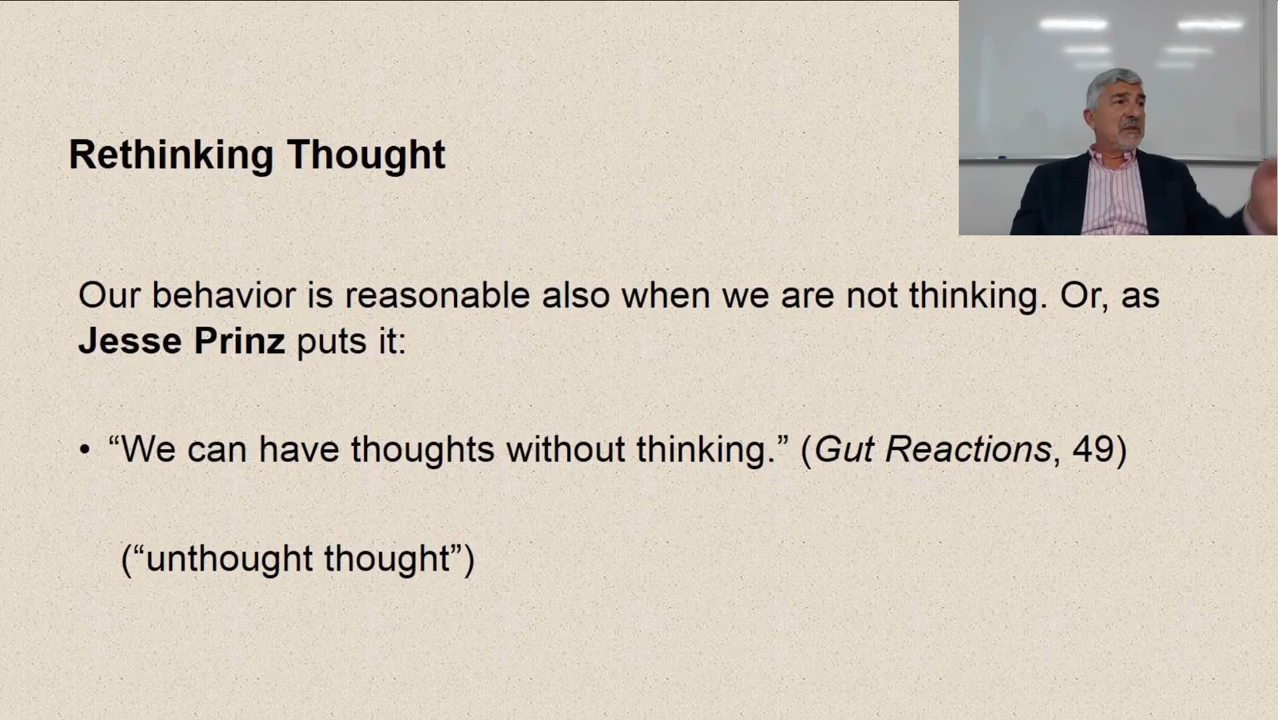 Rethinking Thought
Our behavior is reasonable also when we are not thinking. Or, as
Jesse Prinz puts it:
• “We can have thoughts without thinking.” (Gut Reactions, 49)
(“unthought thought”)